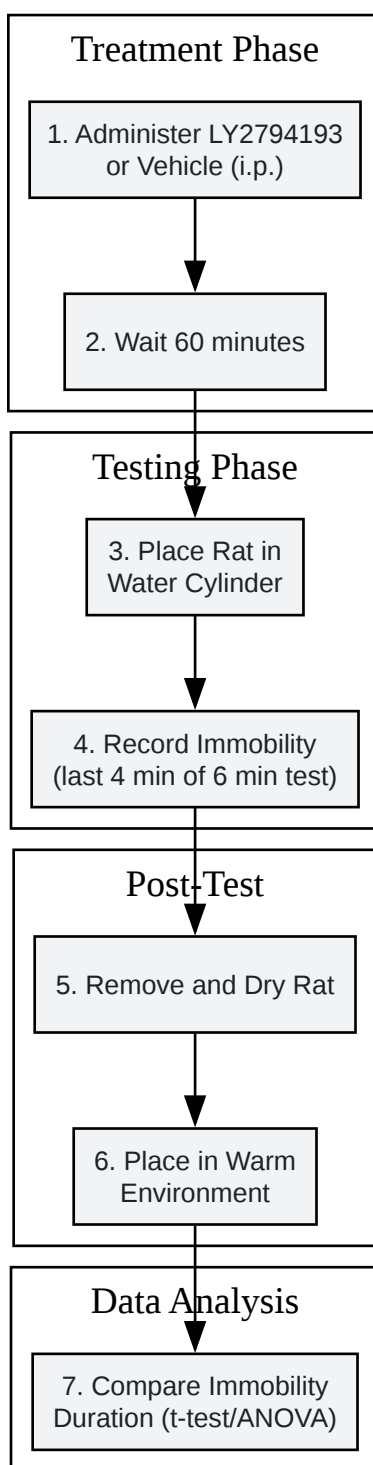 Treatment Phase
1. Administer LY2794193
or Vehicle (i.p.)
2. Wait 60 minutes
Testing Phase
3. Place Rat in
Water Cylinder
4. Record Immobility
(last 4 min of 6 min test)
Post-Test
5. Remove and Dry Rat
6. Place in Warm
Environment
Data Analysis
7. Compare Immobility
Duration (t-test/ANOVA)